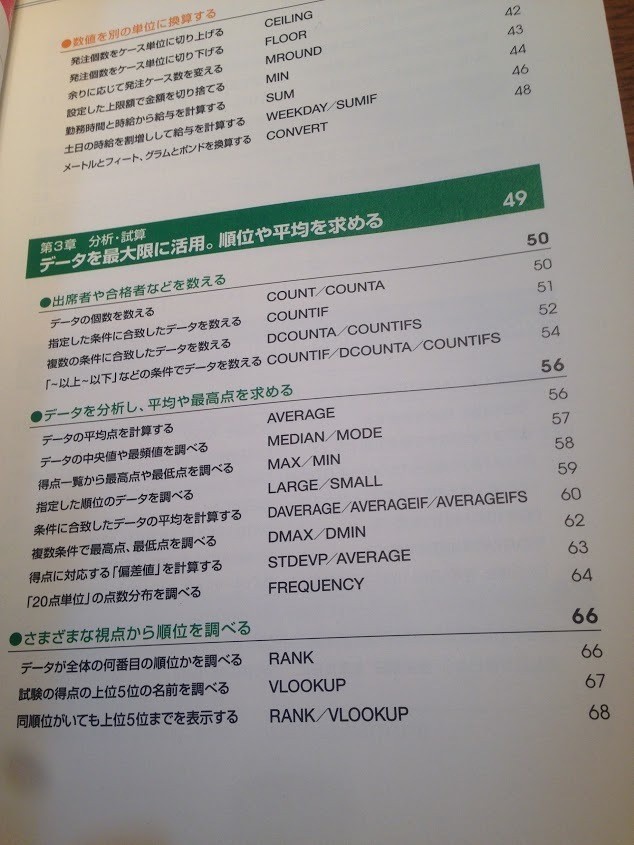 ●数値を別の単位に換算する
発注個数をケース単位に切り上げる CEILING
発注個数をケース単位に切り下げる FLOOR
余りに応じて発注ケース数を変える MROUND 42
設定した上限額で金額を切り捨てる MIN 43
勤務時間と時給から給与を計算する SUM 44
土日の時給を割増しして給与を計算する WEEKDAY/SUMIF 46
メートルとフィート、グラムとポンドを換算する CONVERT 48
第3章 分析・試算
データを最大限に活用。順位や平均を求める 49
●出席者や合格者などを数える 50
データの個数を数える COUNT/COUNTA 50
指定した条件に合致したデータを数える COUNTIF 51
複数の条件に合致したデータを数える DCOUNTA/COUNTIFS 52
「~以上~以下」などの条件でデータを数える COUNTIF/DCOUNTA/COUNTIFS 54
●データを分析し、平均や最高点を求める 56
データの平均点を計算する AVERAGE 56
データの中央値や最頻値を調べる MEDIAN/MODE 57
得点一覧から最高点や最低点を調べる MAX/MIN 58
指定した順位のデータを調べる LARGE/SMALL 59
条件に合致したデータの平均を計算する DAVERAGE/AVERAGEIF/AVERAGEIFS 60
複数条件で最高点、最低点を調べる DMAX/DMIN 62
得点に対応する「偏差値」を計算する STDEVP/AVERAGE 63
「20点単位」の点数分布を調べる FREQUENCY 64
●さまざまな視点から順位を調べる 66
データが全体の何番目の順位かを調べる RANK 66
試験の得点の上位5位の名前を調べる VLOOKUP 67
同順位がいても上位5位までを表示する RANK/VLOOKUP 68